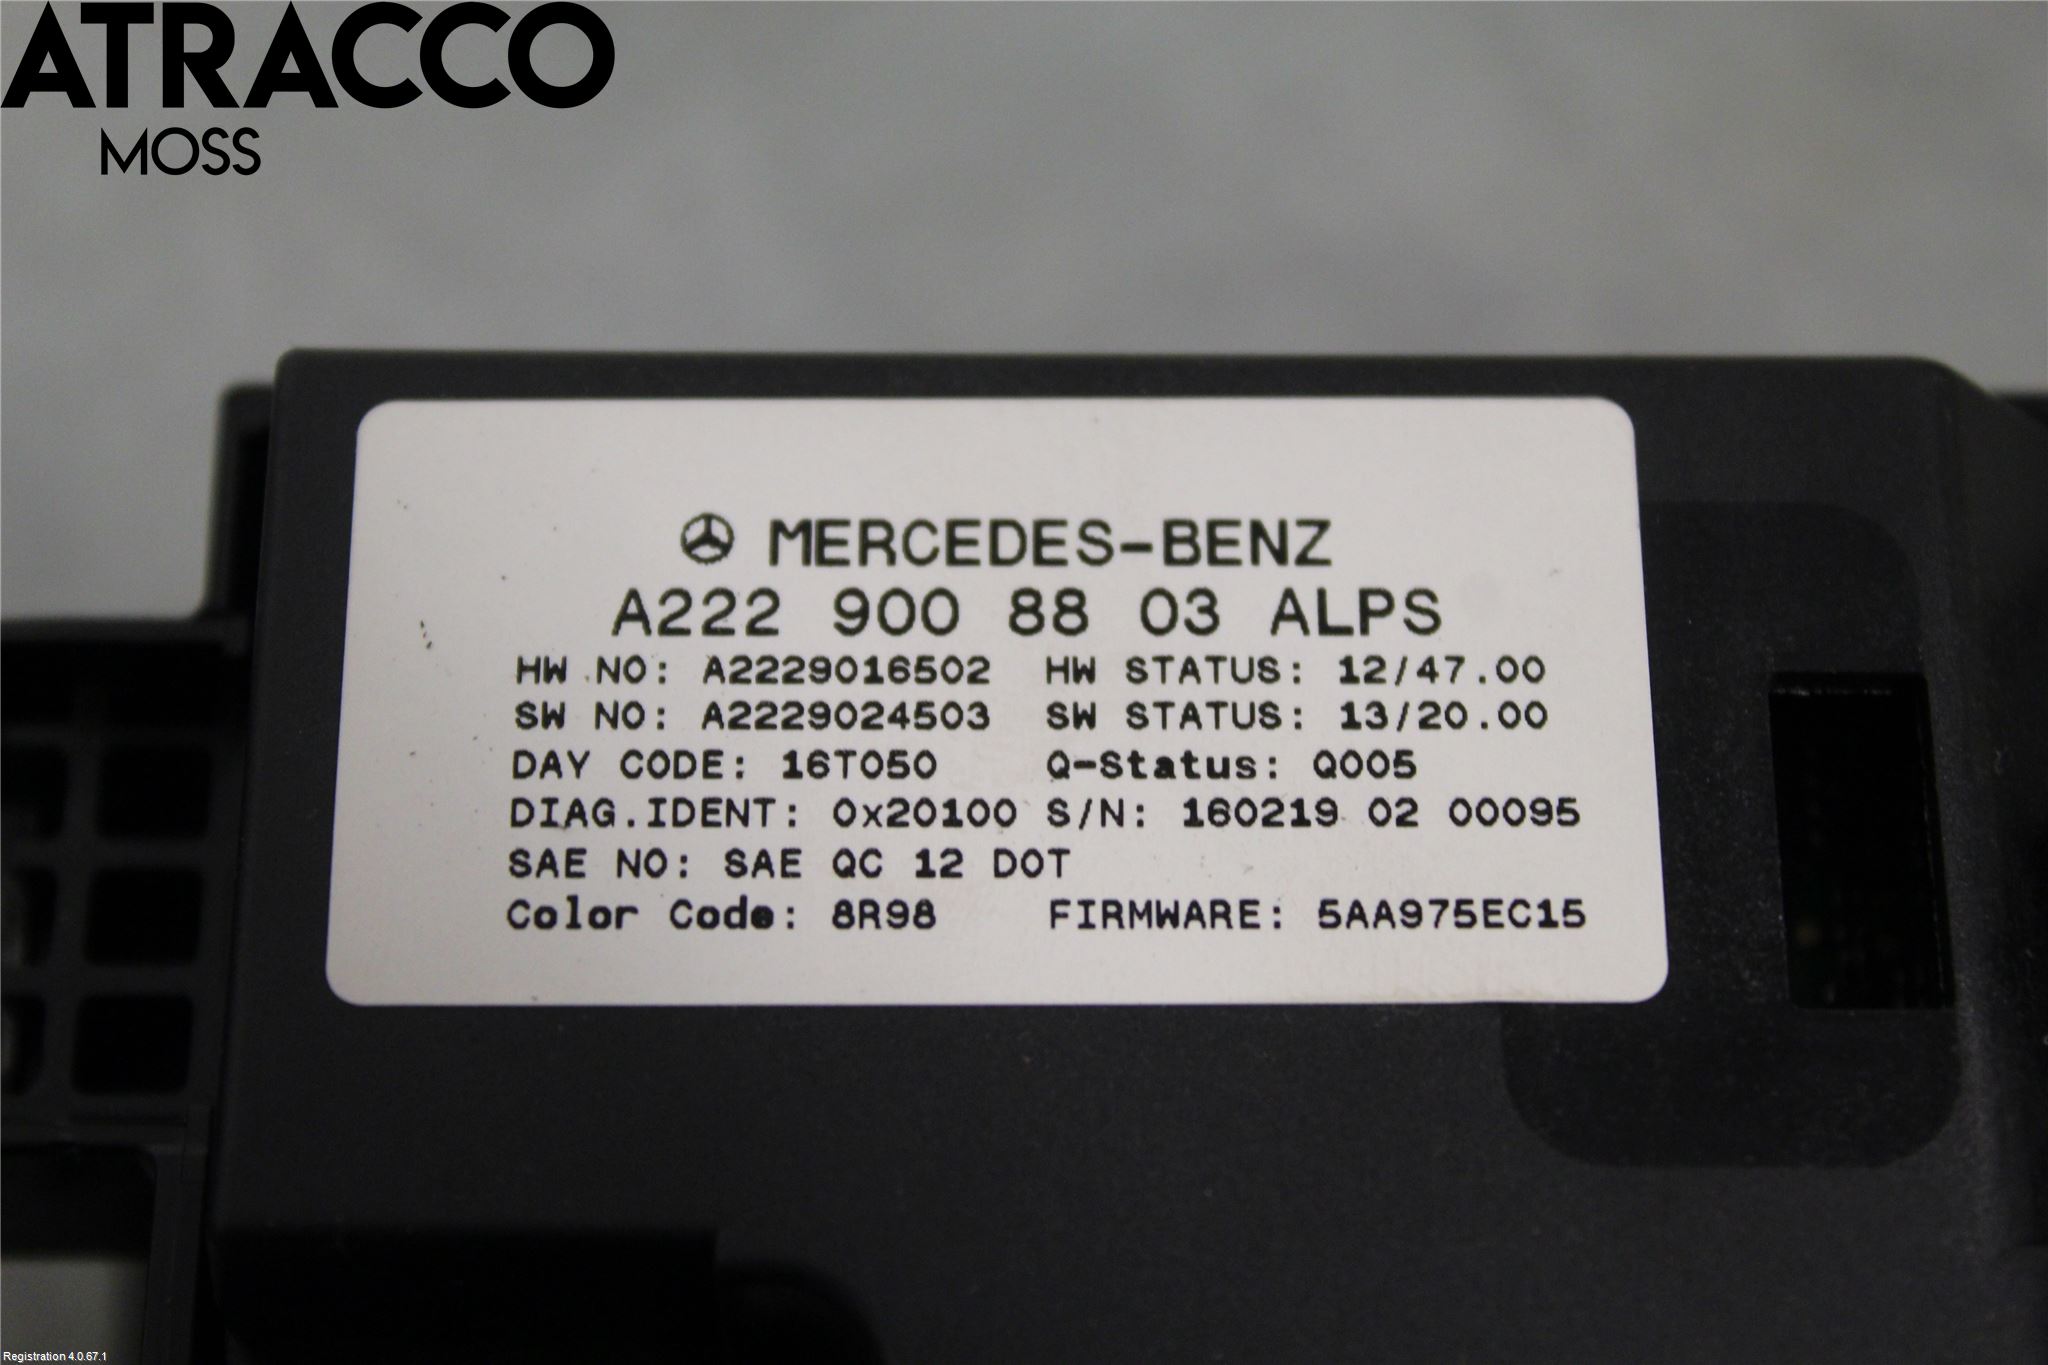 ATRACCO
MOSS
MERCEDES-BENZ
A222 900 88 03 ALPS
HW NO: A2229016502 HW STATUS: 12/47.00
SW NO: A2229024503 SW STATUS: 13/20.00
DAY CODE: 16T050 Q-Status: Q005
DIAG.IDENT: 0x20100 S/N: 160219 02 00095
SAE NO: SAE QC 12 DOT
Color Code: 8R98 FIRMWARE: 5AA975EC15
Registration 4.0.67.1